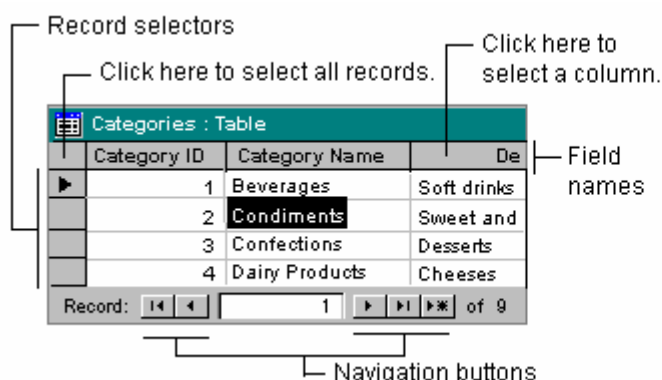 Record selectors
Click here to select all records.
Click here to
select a column.
Categories : Table
Category ID Category Name De
1 Beverages Soft drinks
2 Condiments Sweet and
3 Confections Desserts
4 Dairy Products Cheeses
Field
names
Record: 1 of 9
Navigation buttons